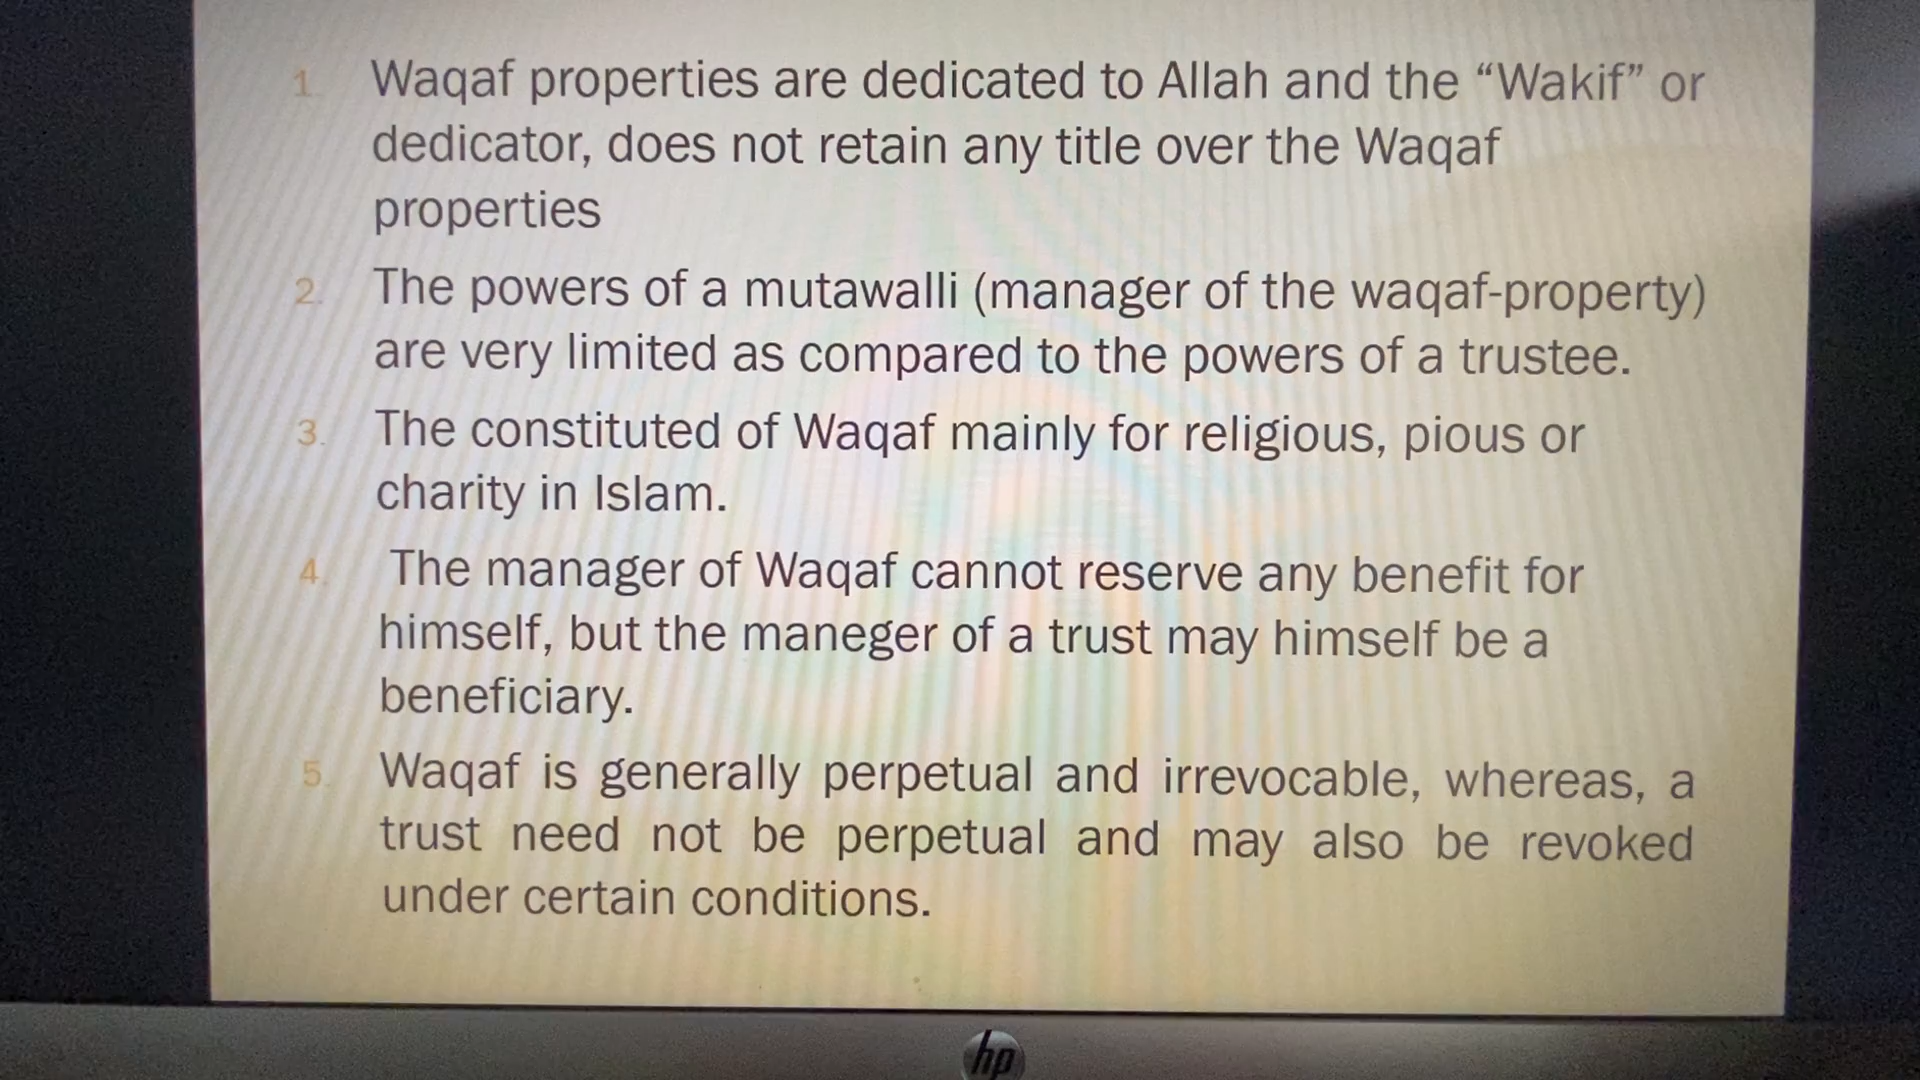 1. Waqaf properties are dedicated to Allah and the “Wakif” or
dedicator, does not retain any title over the Waqaf
properties
2. The powers of a mutawalli (manager of the waqaf-property)
are very limited as compared to the powers of a trustee.
3. The constituted of Waqaf mainly for religious, pious or
charity in Islam.
4. The manager of Waqaf cannot reserve any benefit for
himself, but the maneger of a trust may himself be a
beneficiary.
5. Waqaf is generally perpetual and irrevocable, whereas, a
trust need not be perpetual and may also be revoked
under certain conditions.
hp